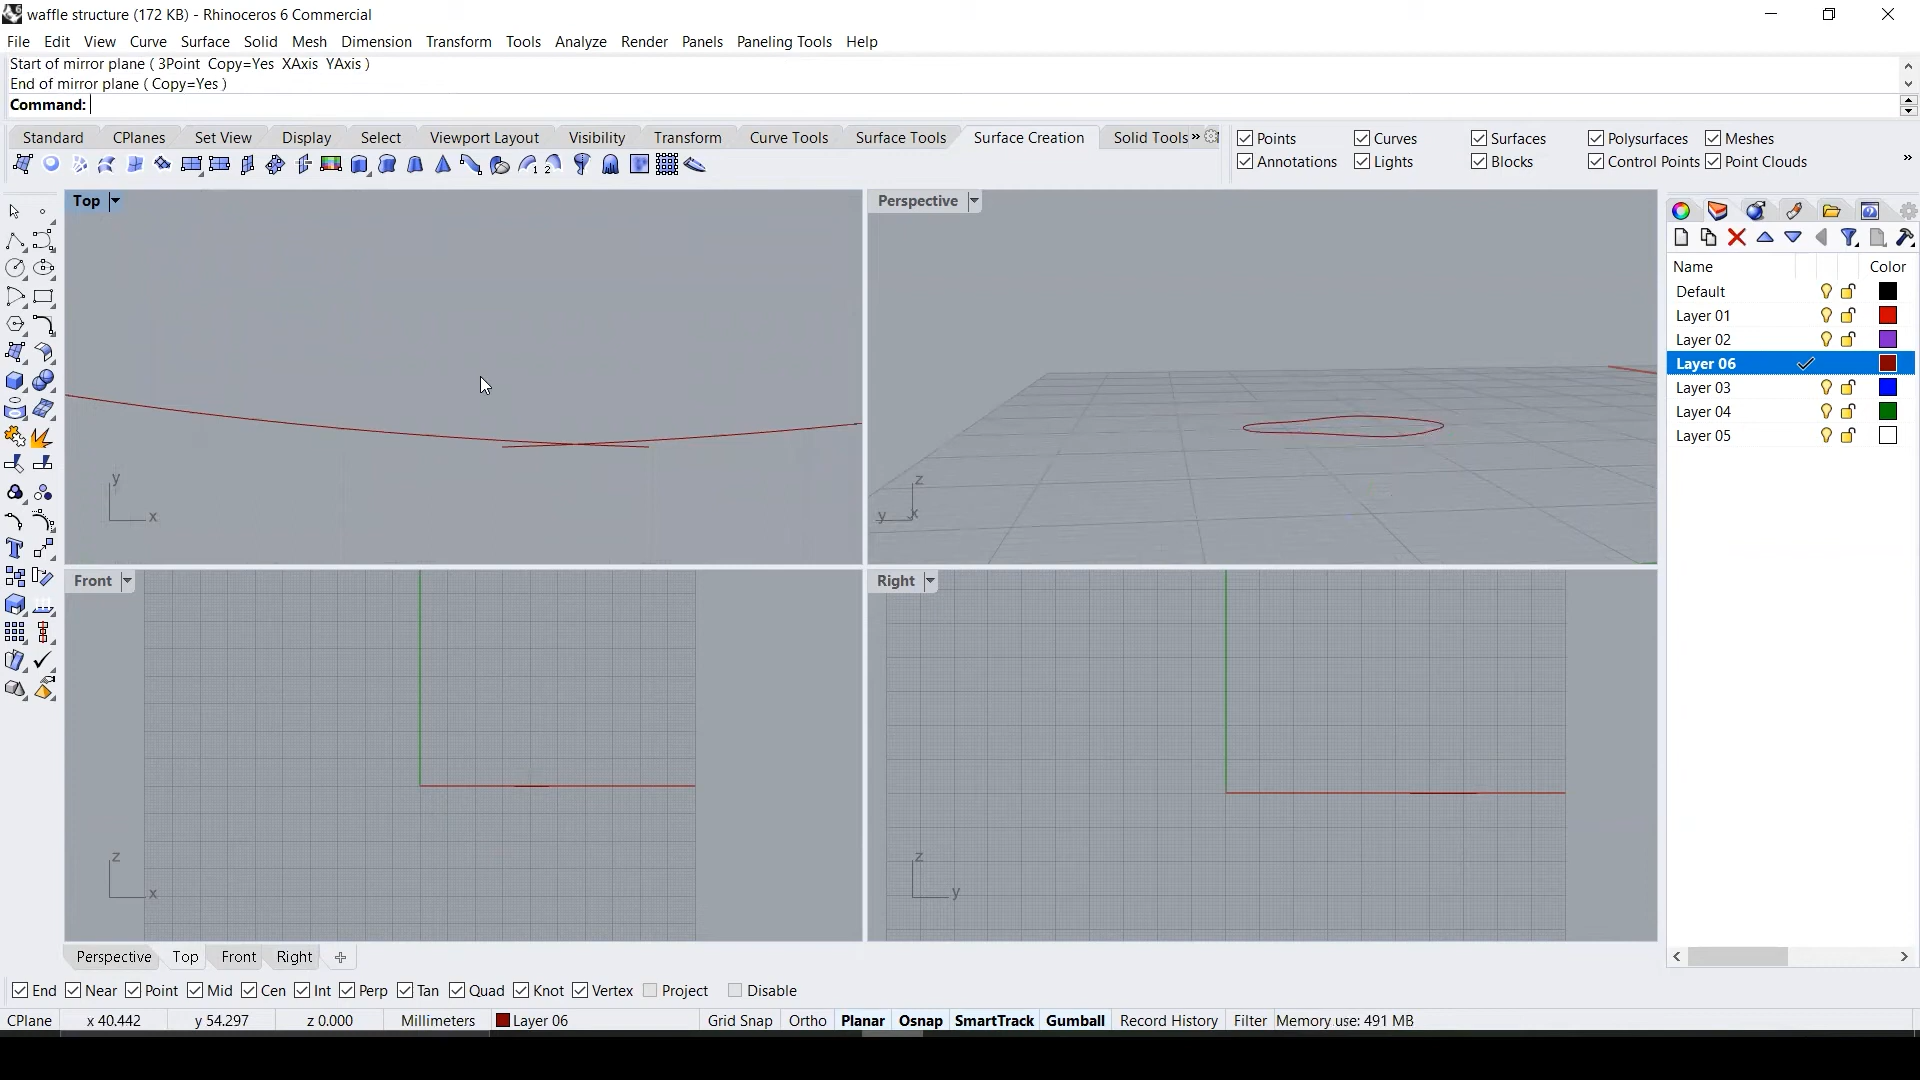 waffle structure (172 KB) - Rhinoceros 6 Commercial
File Edit View Curve Surface Solid Mesh Dimension Transform Tools Analyze Render Panels Paneling Tools Help
Start of mirror plane ( 3Point Copy=Yes XAxis YAxis )
End of mirror plane ( Copy=Yes )
Command:
Standard CPlanes Set View Display Select Viewport Layout Visibility Transform Curve Tools Surface Tools Surface Creation Solid Tools »
Points Curves Surfaces Polysurfaces Meshes
Annotations Lights Blocks Control Points Point Clouds »
Top
Perspective
Name Color
Default
Layer 01
Layer 02
Layer 06
Layer 03
Layer 04
Layer 05
y
x
z
y x
Front
Right
z
x
z
y
Perspective Top Front Right
End Near Point Mid Cen Int Perp Tan Quad Knot Vertex Project Disable
CPlane x 40.442 y 54.297 z 0.000 Millimeters Layer 06 Grid Snap Ortho Planar Osnap SmartTrack Gumball Record History Filter Memory use: 491 MB